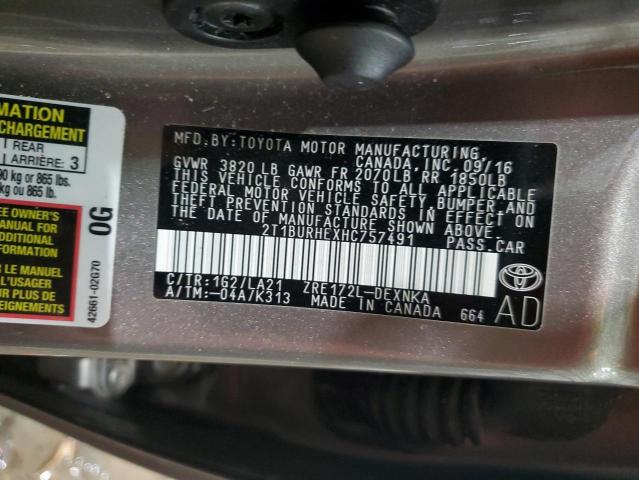 MFD. BY: TOYOTA MOTOR MANUFACTURING
CANADA, INC. 09/16
GVWR 3820 LB GAWR FR 2070LB, RR 1850LB
THIS VEHICLE CONFORMS TO ALL APPLICABLE
FEDERAL MOTOR VEHICLE SAFETY, BUMPER, AND
THEFT PREVENTION STANDARDS IN EFFECT ON
THE DATE OF MANUFACTURE SHOWN ABOVE.
2T1BURHEXHC757491 PASS.CAR
C/TR:1G2/LA21 ZRE172L-DEXNKA
A/TM:-04A/K313 MADE IN CANADA 664
TOYOTA
AD
MATION
CHARGEMENT
REAR
ARRIÈRE: 3
90 kg or 865 lbs.
kg ou 865 lb.
E OWNER'S
MANUAL FOR
ADDITIONAL
FORMATION
R LE MANUEL
L'USAGER
R PLUS DE
SEIGNEMENTS
0G
42661-02G70